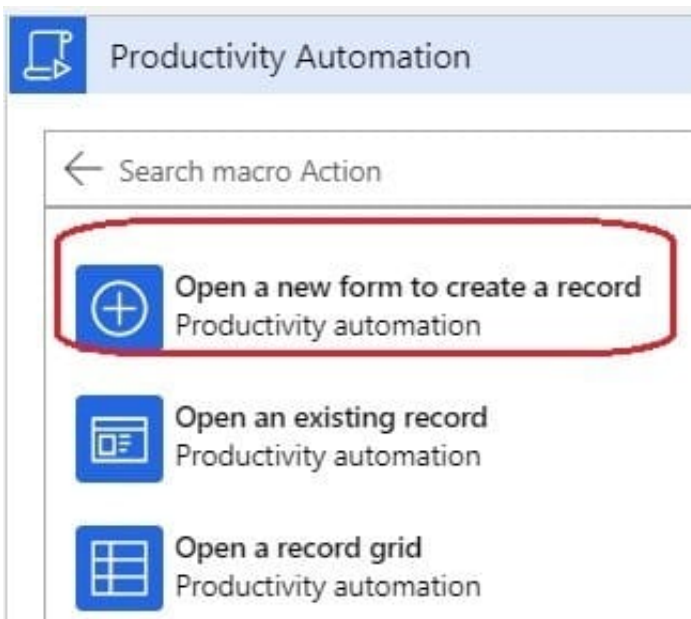 Productivity Automation
Search macro Action
Open a new form to create a record
Productivity automation
Open an existing record
Productivity automation
Open a record grid
Productivity automation